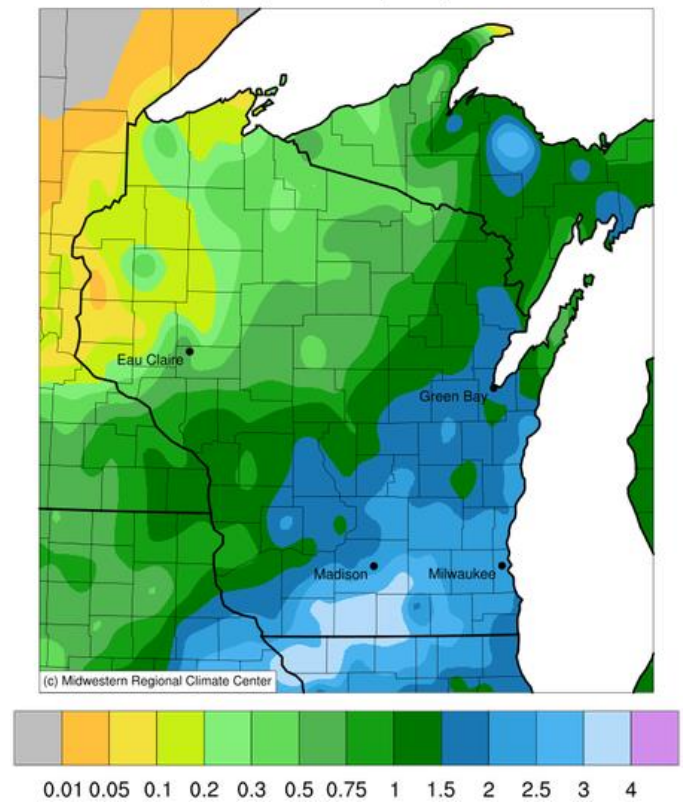 Eau Claire
Green Bay
Madison
Milwaukee
(c) Midwestern Regional Climate Center
0.01 0.05 0.1 0.2 0.3 0.5 0.75 1 1.5 2 2.5 3 4